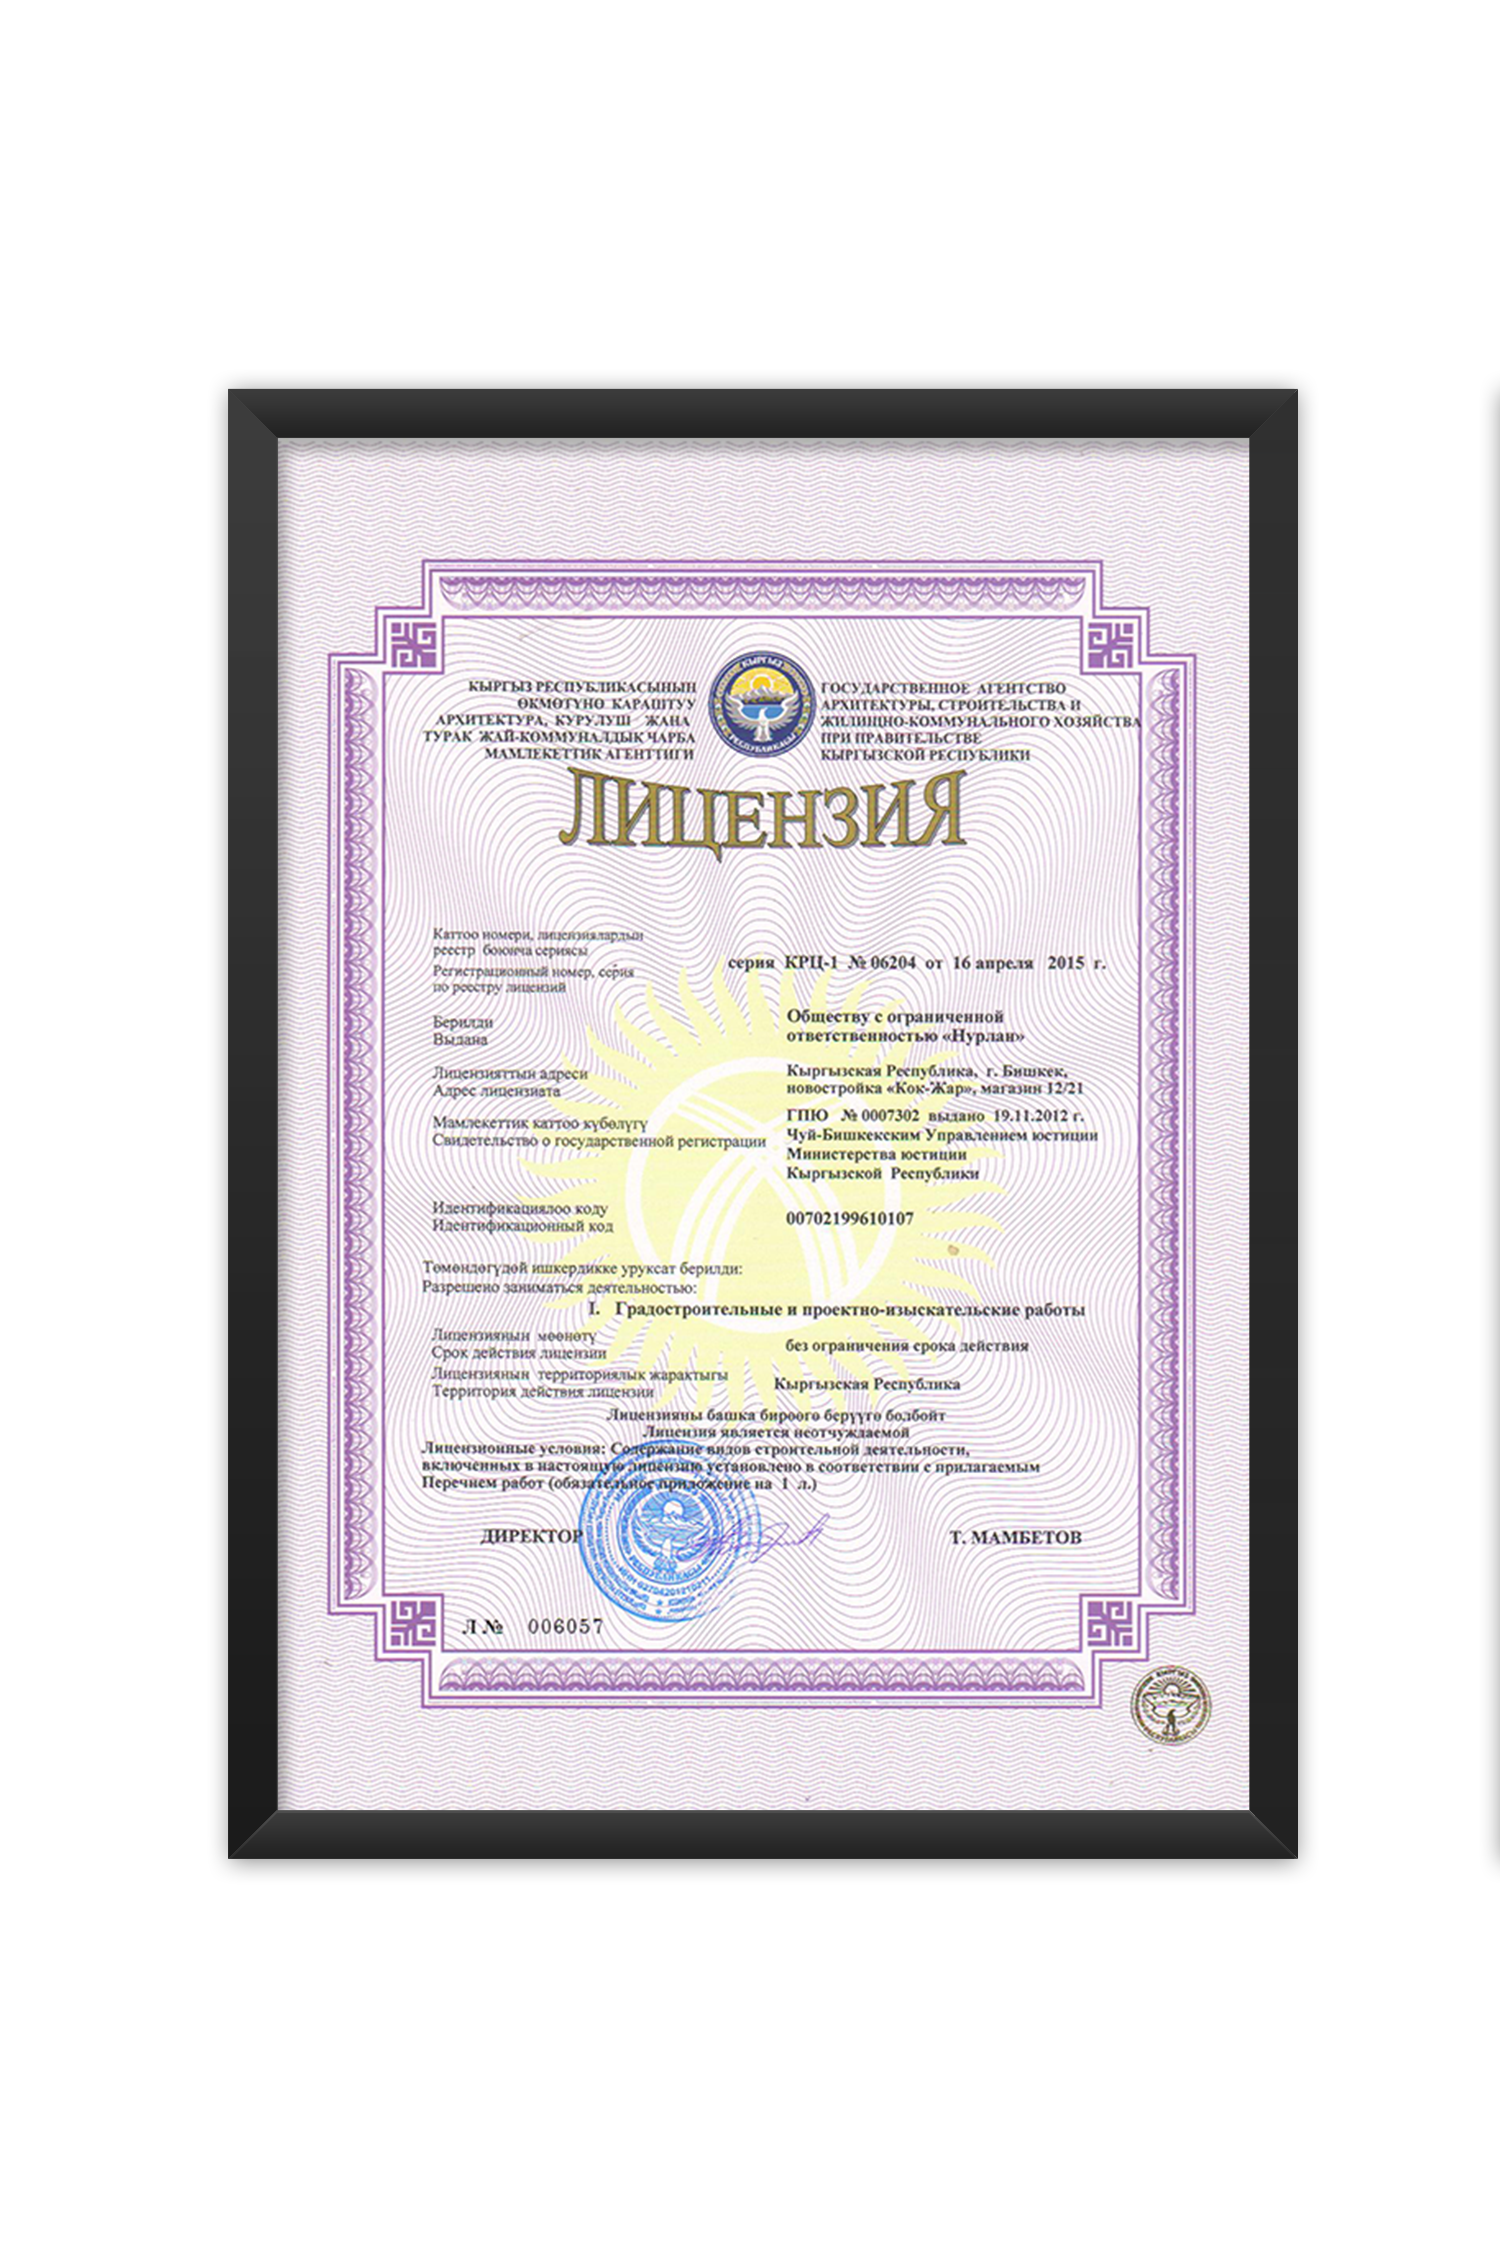 КЫРГЫЗ РЕСПУБЛИКАСЫНЫН
ӨКМӨТҮНӨ КАРАШТУУ
АРХИТЕКТУРА, КУРУЛУШ ЖАНА
ТУРАК ЖАЙ-КОММУНАЛДЫК ЧАРБА
МАМЛЕКЕТТИК АГЕНТТИГИ
КЫРГЫЗ
РЕСПУБЛИКАСЫ
ГОСУДАРСТВЕННОЕ АГЕНТСТВО
АРХИТЕКТУРЫ, СТРОИТЕЛЬСТВА И
ЖИЛИЩНО-КОММУНАЛЬНОГО ХОЗЯЙСТВА
ПРИ ПРАВИТЕЛЬСТВЕ
КЫРГЫЗСКОЙ РЕСПУБЛИКИ
ЛИЦЕНЗИЯ
Каттоо номери, лицензиялардын
реестр боюнча сериясы
Регистрационный номер, серия
по реестру лицензий
серия КРЦ-1 № 06204 от 16 апреля 2015 г.
Берилди
Выдана
Обществу с ограниченной
ответственностью «Нурлан»
Лицензияттын адреси
Адрес лицензиата
Кыргызская Республика, г. Бишкек,
новостройка «Кок-Жар», магазин 12/21
Мамлекеттик каттоо күбөлүгү
Свидетельство о государственной регистрации
ГПЮ № 0007302 выдано 19.11.2012 г.
Чуй-Бишкекским Управлением юстиции
Министерства юстиции
Кыргызской Республики
Идентификациялоо коду
Идентификационный код
00702199610107
Төмөндөгүдөй ишкердикке уруксат берилди:
Разрешено заниматься деятельностью:
I. Градостроительные и проектно-изыскательские работы
Лицензиянын мөөнөтү
Срок действия лицензии
без ограничения срока действия
Лицензиянын территориялык жарактыгы
Территория действия лицензии
Кыргызская Республика
Лицензияны башка бирөөгө берүүгө болбойт
Лицензия является неотчуждаемой
Лицензионные условия: Содержание видов строительной деятельности,
включенных в настоящую лицензию установлено в соответствии с прилагаемым
Перечнем работ (обязательное приложение на 1 л.)
ДИРЕКТОР
Т. МАМБЕТОВ
Л № 006057